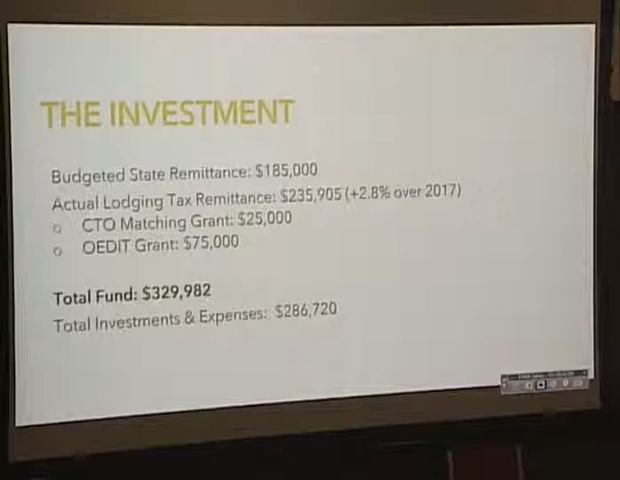 THE INVESTMENT
Budgeted State Remittance: $185,000
Actual Lodging Tax Remittance: $235,905 (+2.8% over 2017)
CTO Matching Grant: $25,000
OEDIT Grant: $75,000
Total Fund: $329,982
Total Investments & Expenses: $286,720